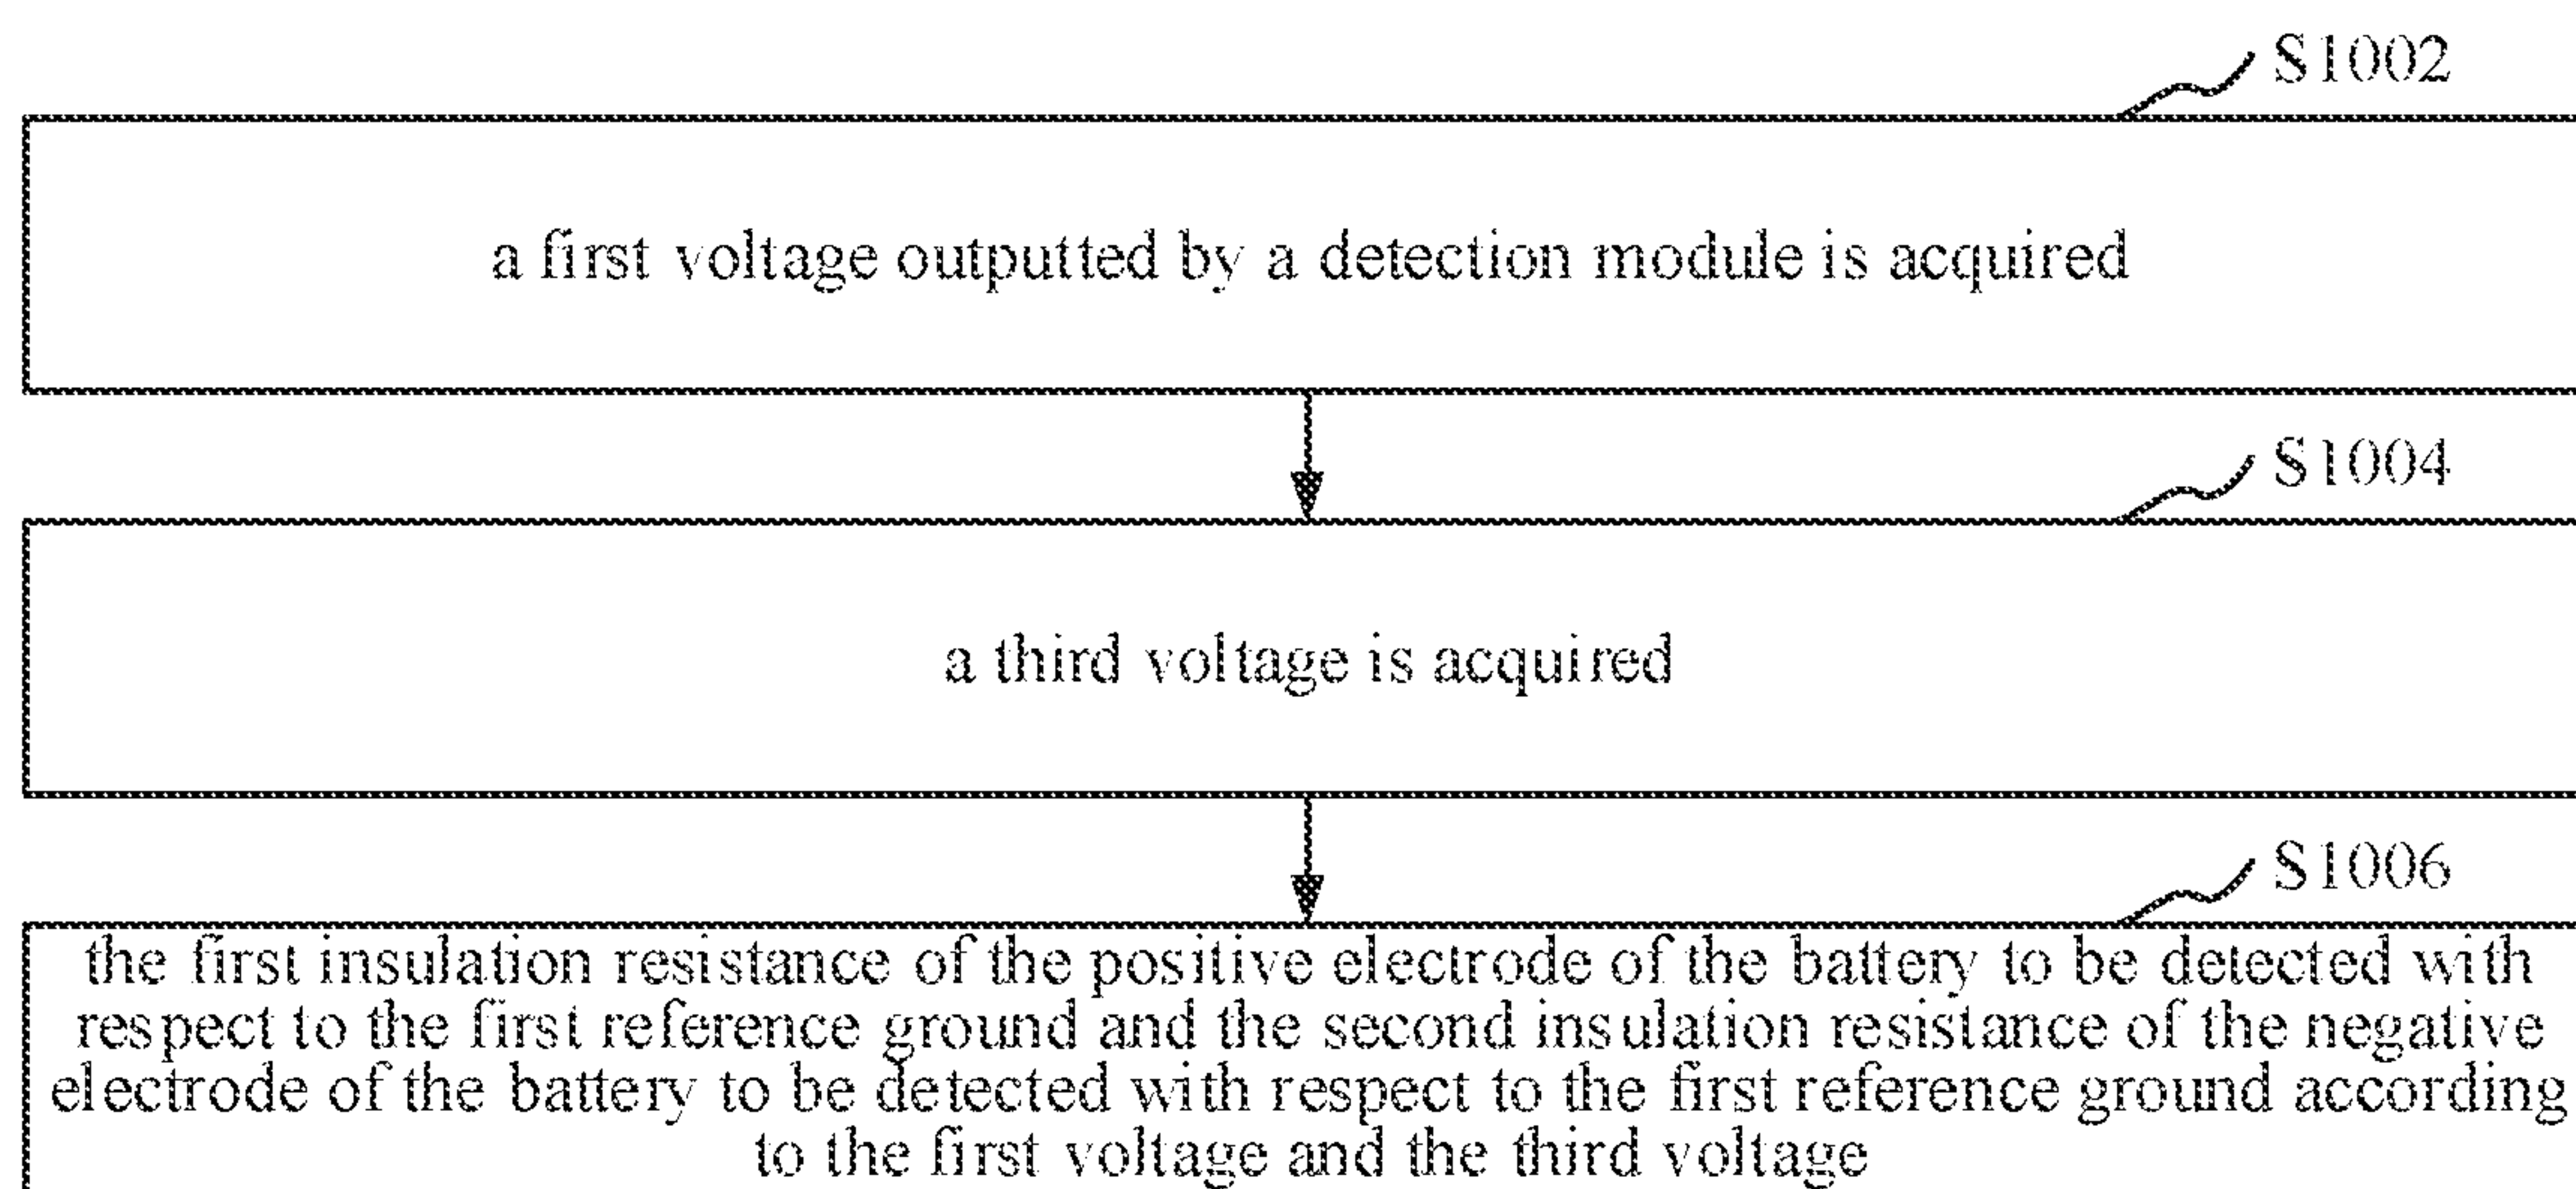 S1002
a first voltage outputted by a detection module is acquired
S1004
a third voltage is acquired
S1006
the first insulation resistance of the positive electrode of the battery to be detected with
respect to the first reference ground and the second insulation resistance of the negative
electrode of the battery to be detected with respect to the first reference ground according
to the first voltage and the third voltage